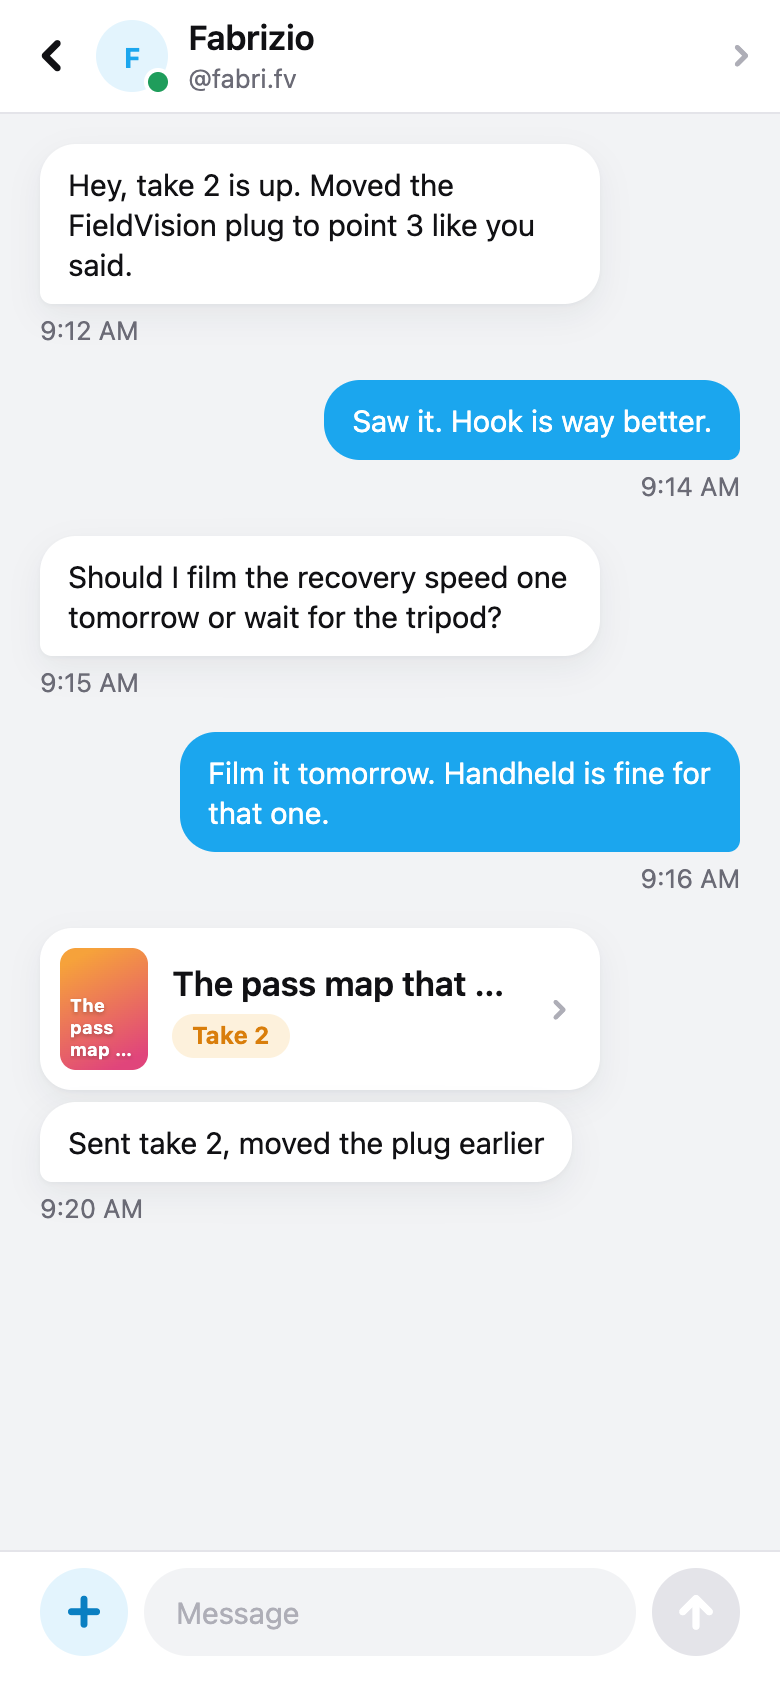 F
Fabrizio
@fabri.fv
Hey, take 2 is up. Moved the
FieldVision plug to point 3 like you
said.
9:12 AM
Saw it. Hook is way better.
9:14 AM
Should I film the recovery speed one
tomorrow or wait for the tripod?
9:15 AM
Film it tomorrow. Handheld is fine for
that one.
9:16 AM
The
pass
map ...
The pass map that ...
Take 2
Sent take 2, moved the plug earlier
9:20 AM
Message